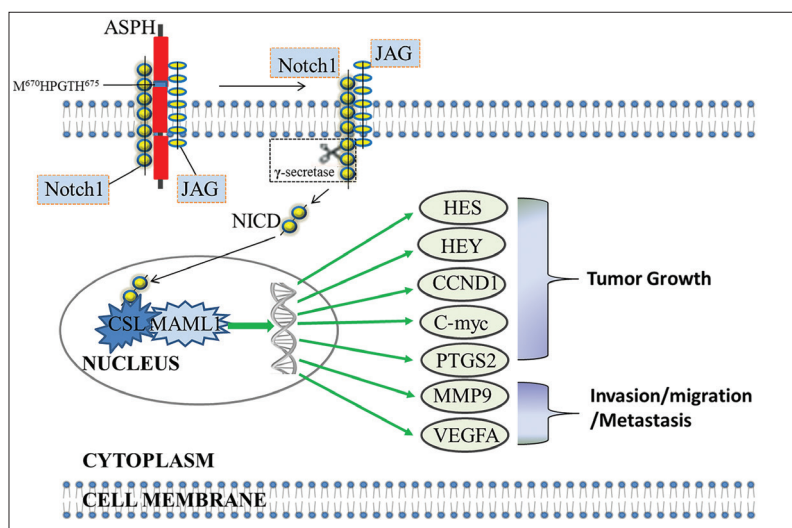 ASPH
M⁶⁷⁰HPGTH⁶⁷⁵
Notch1
JAG
Notch1
JAG
γ-secretase
NICD
CSL
MAML1
NUCLEUS
HES
HEY
CCND1
C-myc
PTGS2
MMP9
VEGFA
Tumor Growth
Invasion/migration
/Metastasis
CYTOPLASM
CELL MEMBRANE